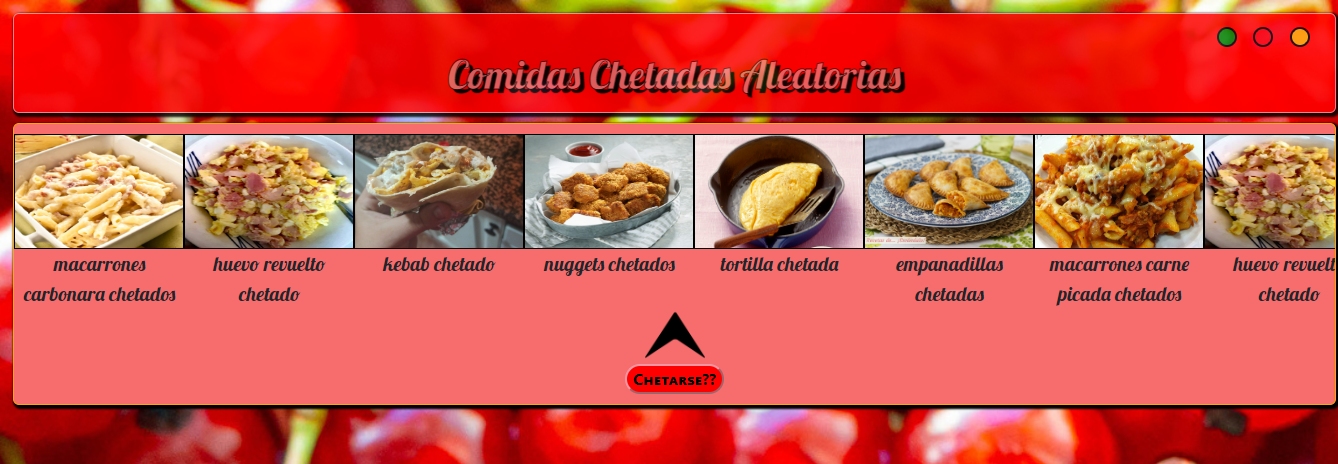 Comidas Chetadas Aleatorias
macarrones
carbonara chetados
huevo revuelto
chetado
kebab chetado
nuggets chetados
tortilla chetada
empanadillas
chetadas
macarrones carne
picada chetados
huevo revuelt
chetado
Chetarse??